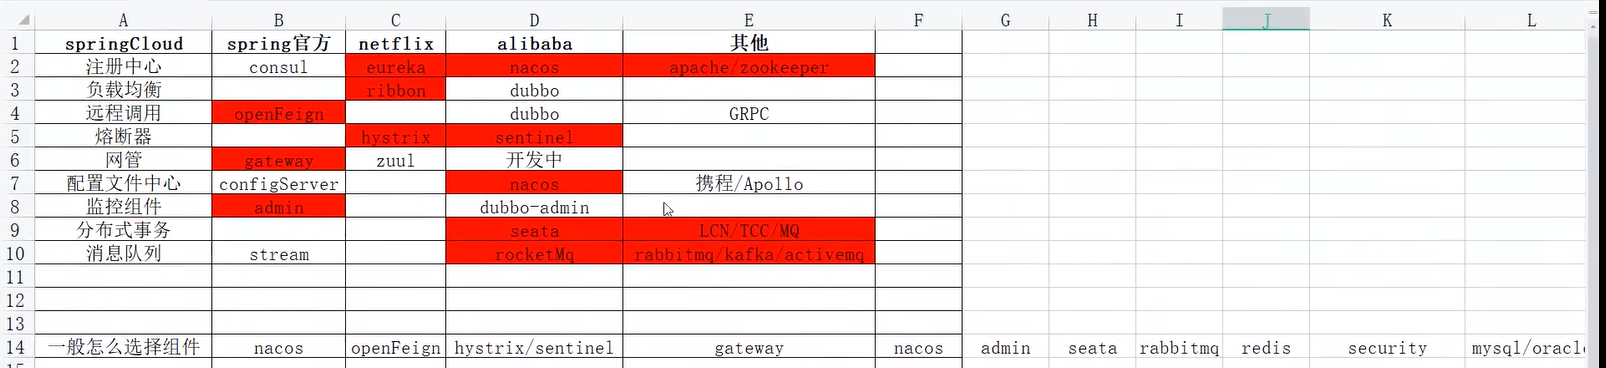 A B C D E F G H I J K L
1 springCloud spring官方 netflix alibaba 其他
2 注册中心 consul eureka nacos apache/zookeeper
3 负载均衡 ribbon dubbo
4 远程调用 openFeign dubbo GRPC
5 熔断器 hystrix sentinel
6 网管 gateway zuul 开发中
7 配置文件中心 configServer nacos 携程/Apollo
8 监控组件 admin dubbo-admin
9 分布式事务 seata LCN/TCC/MQ
10 消息队列 stream rocketMq rabbitmq/kafka/activemq
11
12
13
14 一般怎么选择组件 nacos openFeign hystrix/sentinel gateway nacos admin seata rabbitmq redis security mysql/oracl